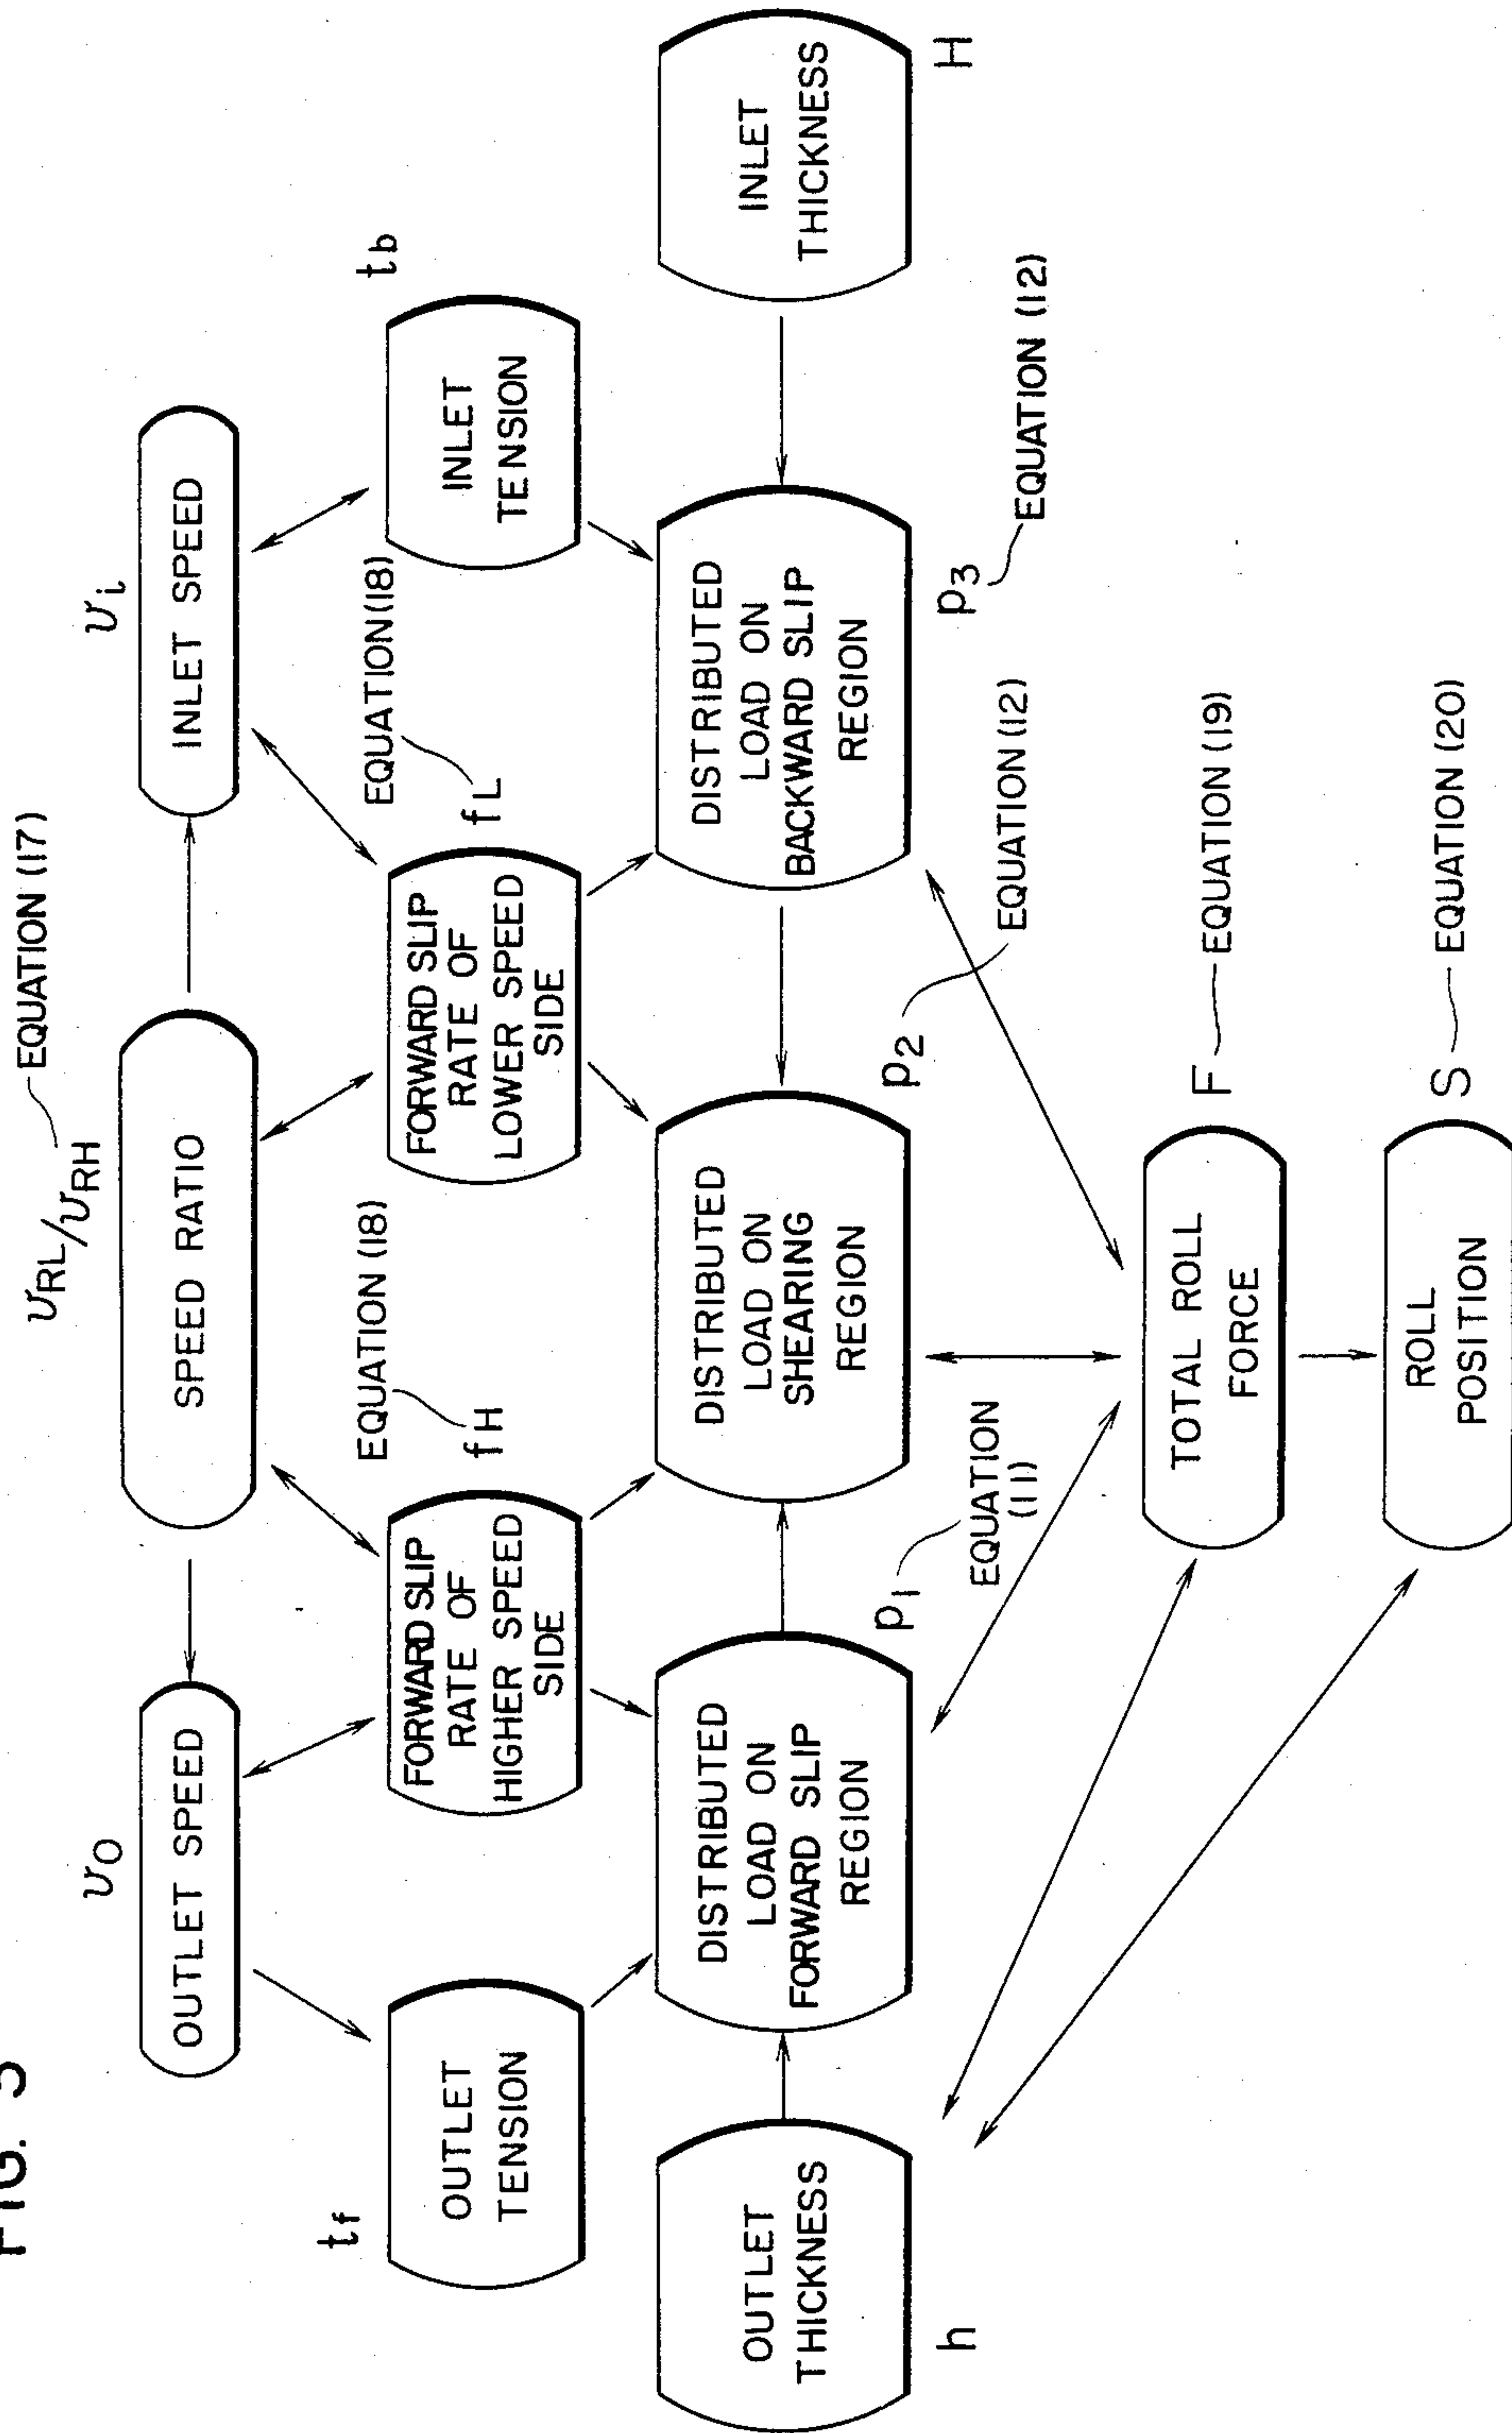 FIG. 5
υRL/υRH
EQUATION (17)
υO
υi
OUTLET SPEED
SPEED RATIO
INLET SPEED
tf
EQUATION (18)
fH
EQUATION (18)
fL
tb
OUTLET
TENSION
FORWARD SLIP
RATE OF
HIGHER SPEED
SIDE
FORWARD SLIP
RATE OF
LOWER SPEED
SIDE
INLET
TENSION
OUTLET
THICKNESS
DISTRIBUTED
LOAD ON
FORWARD SLIP
REGION
DISTRIBUTED
LOAD ON
SHEARING
REGION
DISTRIBUTED
LOAD ON
BACKWARD SLIP
REGION
INLET
THICKNESS
h
p1
EQUATION
(11)
p2
EQUATION (12)
p3
EQUATION (12)
H
TOTAL ROLL
FORCE
F
EQUATION (19)
ROLL
POSITION
S
EQUATION (20)